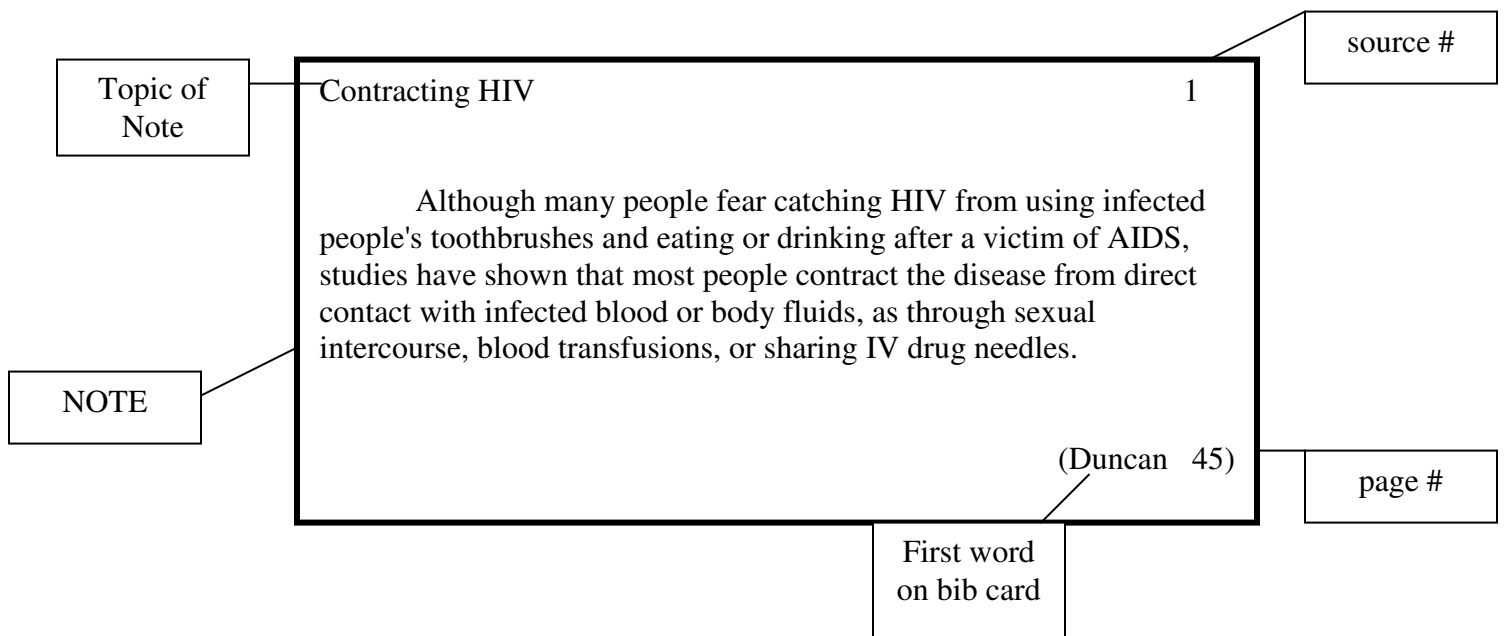 source #
Topic of
Note
Contracting HIV 1
Although many people fear catching HIV from using infected
people's toothbrushes and eating or drinking after a victim of AIDS,
studies have shown that most people contract the disease from direct
contact with infected blood or body fluids, as through sexual
intercourse, blood transfusions, or sharing IV drug needles.
NOTE
(Duncan 45)
page #
First word
on bib card